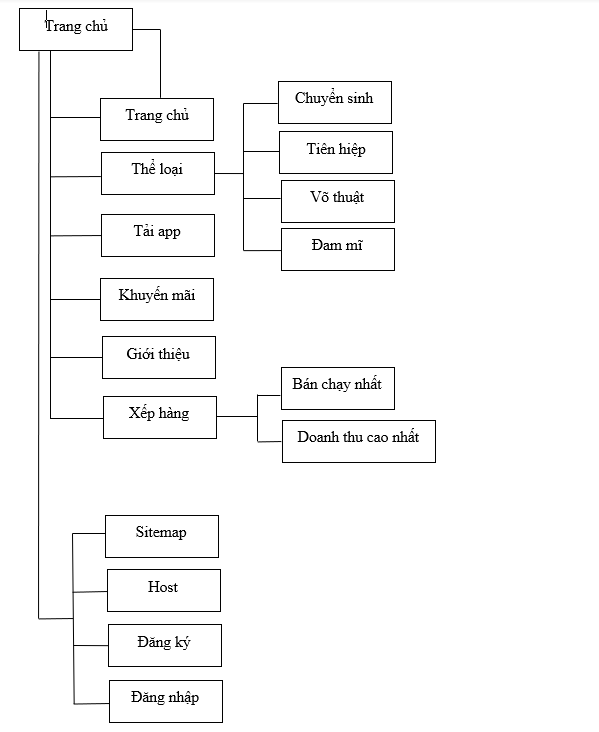 Trang chủ
Trang chủ
Thể loại
Chuyển sinh
Tiên hiệp
Võ thuật
Đam mĩ
Tải app
Khuyến mãi
Giới thiệu
Xếp hàng
Bán chạy nhất
Doanh thu cao nhất
Sitemap
Host
Đăng ký
Đăng nhập